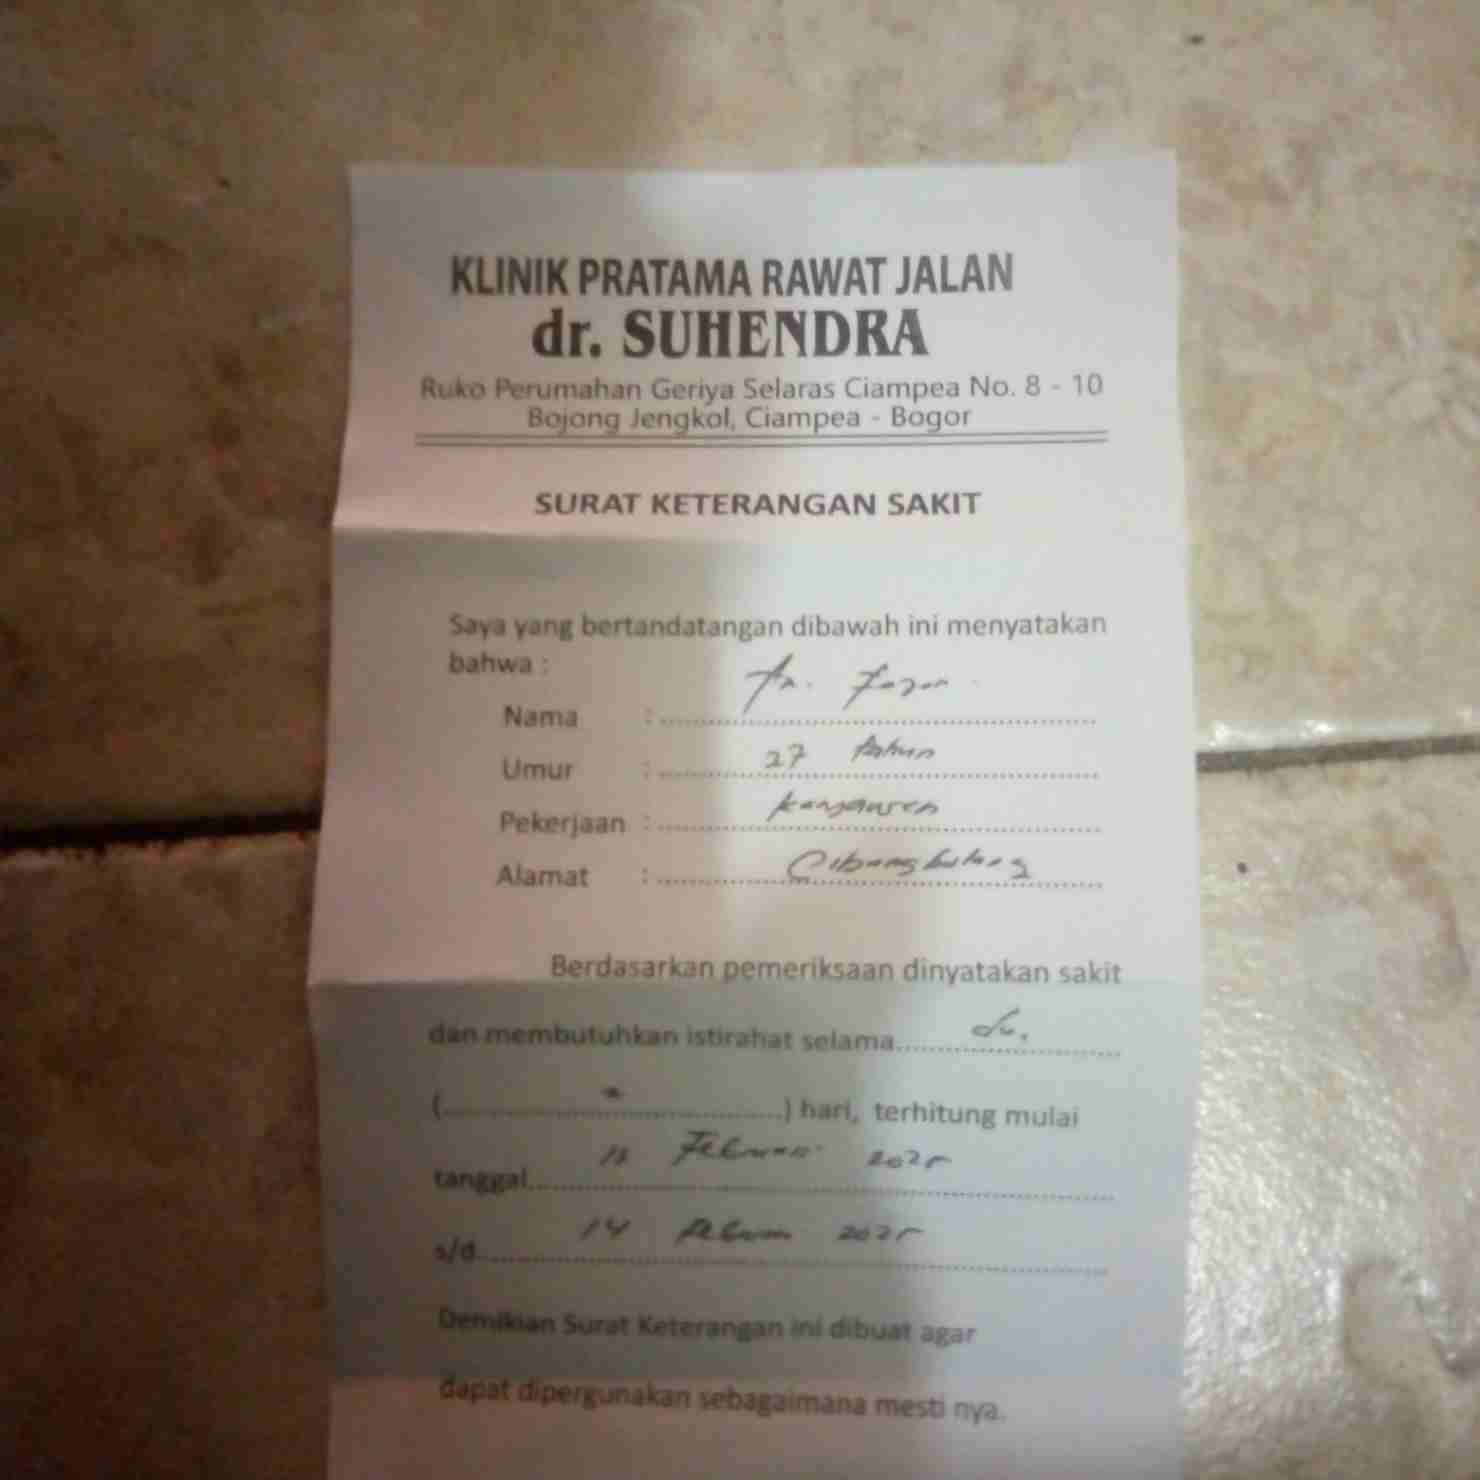 KLINIK PRATAMA RAWAT JALAN
dr. SUHENDRA
Ruko Perumahan Geriya Selaras Ciampea No. 8 - 10
Bojong Jengkol, Ciampea - Bogor
SURAT KETERANGAN SAKIT
Saya yang bertandatangan dibawah ini menyatakan
bahwa :
Nama :
Umur : 27 tahun
Pekerjaan : karyawan
Alamat : Cibangbulang
Berdasarkan pemeriksaan dinyatakan sakit
dan membutuhkan istirahat selama
( ) hari, terhitung mulai
tanggal Februari 2025
s/d 14 Februari 2025
Demikian Surat Keterangan ini dibuat agar
dapat dipergunakan sebagaimana mesti nya.